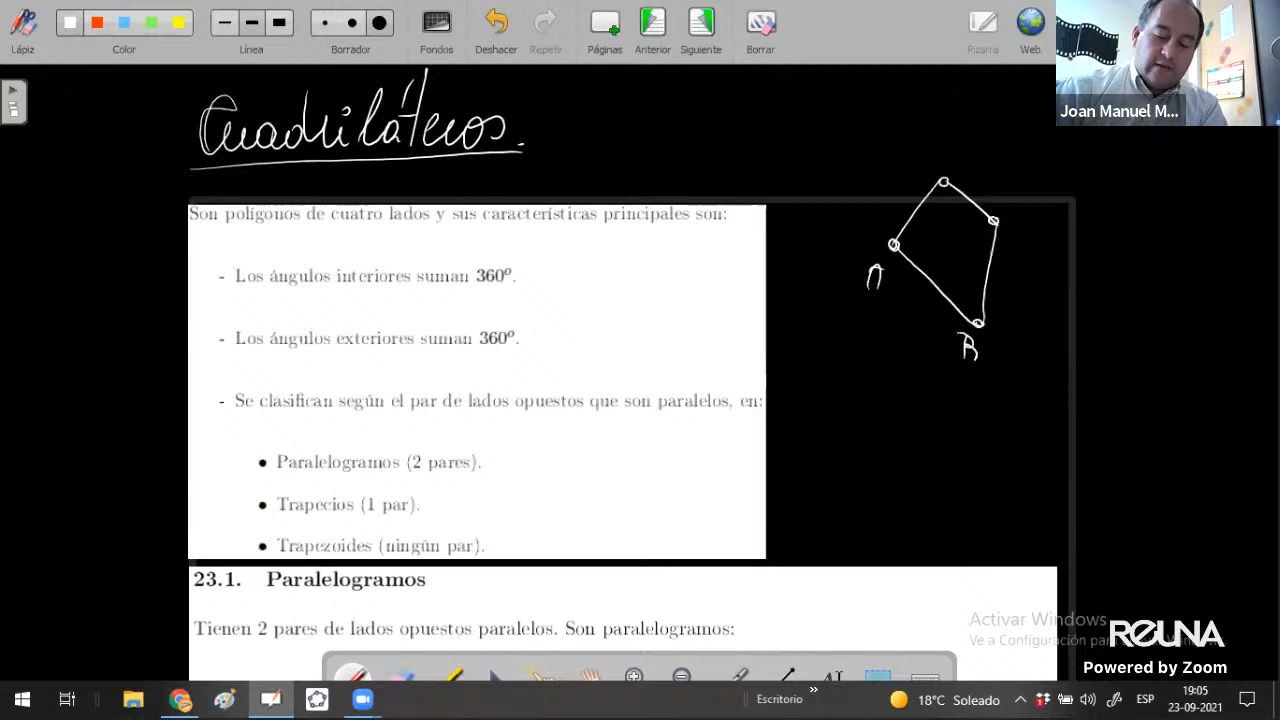 Lápiz
Color
Línea
Borrador
Fondos
Deshacer
Repetir
Páginas
Anterior
Siguiente
Borrar
Pizarra
Web
Joan Manuel M...
Cuadriláteros.
Son polígonos de cuatro lados y sus características principales son:
- Los ángulos interiores suman 360º.
- Los ángulos exteriores suman 360º.
- Se clasifican según el par de lados opuestos que son paralelos, en:
• Paralelogramos (2 pares).
• Trapecios (1 par).
• Trapezoides (ningún par).
A
B
23.1. Paralelogramos
Tienen 2 pares de lados opuestos paralelos. Son paralelogramos:
Activar Windows
Ve a Configuración para
REUNA
Powered by Zoom
Escritorio
18°C Soleado
ESP
19:05
23-09-2021